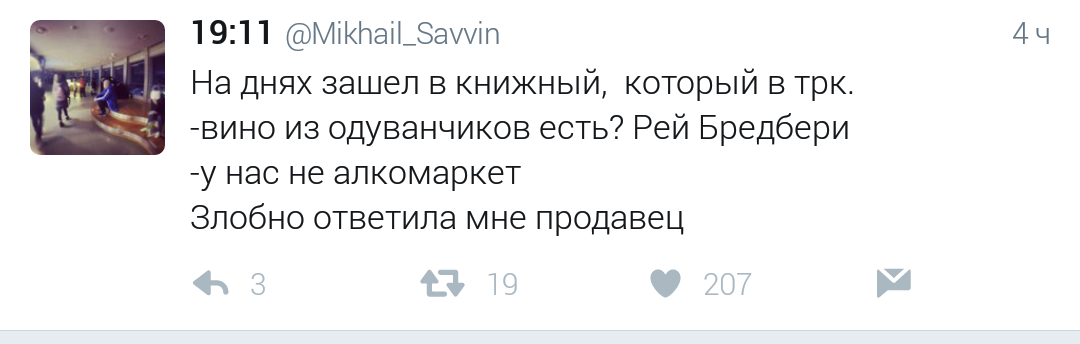 19:11 @Mikhail_Savvin 4 ч
На днях зашел в книжный, который в трк.
-вино из одуванчиков есть? Рей Бредбери
-у нас не алкомаркет
Злобно ответила мне продавец
3 19 207